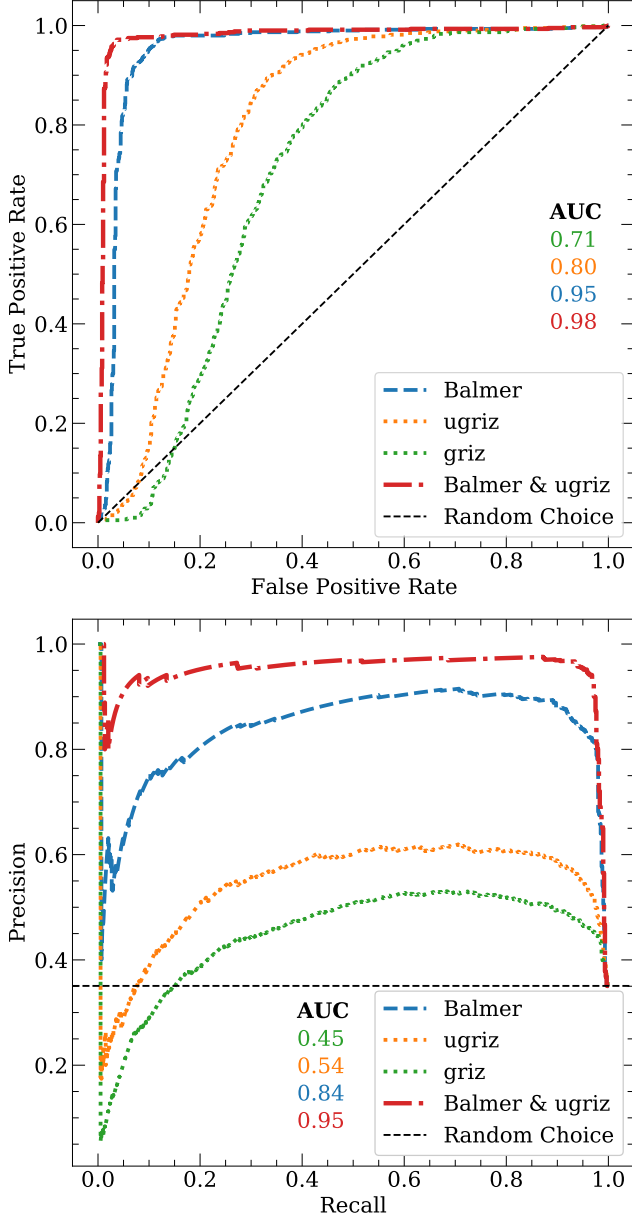 1.0
0.8
0.6
0.4
0.2
0.0
True Positive Rate
AUC
0.71
0.80
0.95
0.98
Balmer
ugriz
griz
Balmer & ugriz
Random Choice
0.0 0.2 0.4 0.6 0.8 1.0
False Positive Rate
1.0
0.8
0.6
0.4
0.2
Precision
AUC
0.45
0.54
0.84
0.95
Balmer
ugriz
griz
Balmer & ugriz
Random Choice
0.0 0.2 0.4 0.6 0.8 1.0
Recall